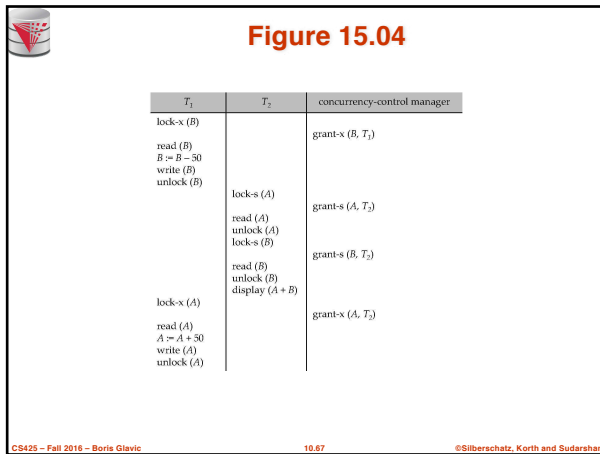 Figure 15.04
T1 T2 concurrency-control manager
lock-x (B)
grant-x (B, T1)
read (B)
B := B – 50
write (B)
unlock (B)
lock-s (A)
grant-s (A, T2)
read (A)
unlock (A)
lock-s (B)
grant-s (B, T2)
read (B)
unlock (B)
display (A + B)
lock-x (A)
grant-x (A, T2)
read (A)
A := A + 50
write (A)
unlock (A)
CS425 – Fall 2016 – Boris Glavic 10.67 ©Silberschatz, Korth and Sudarshan